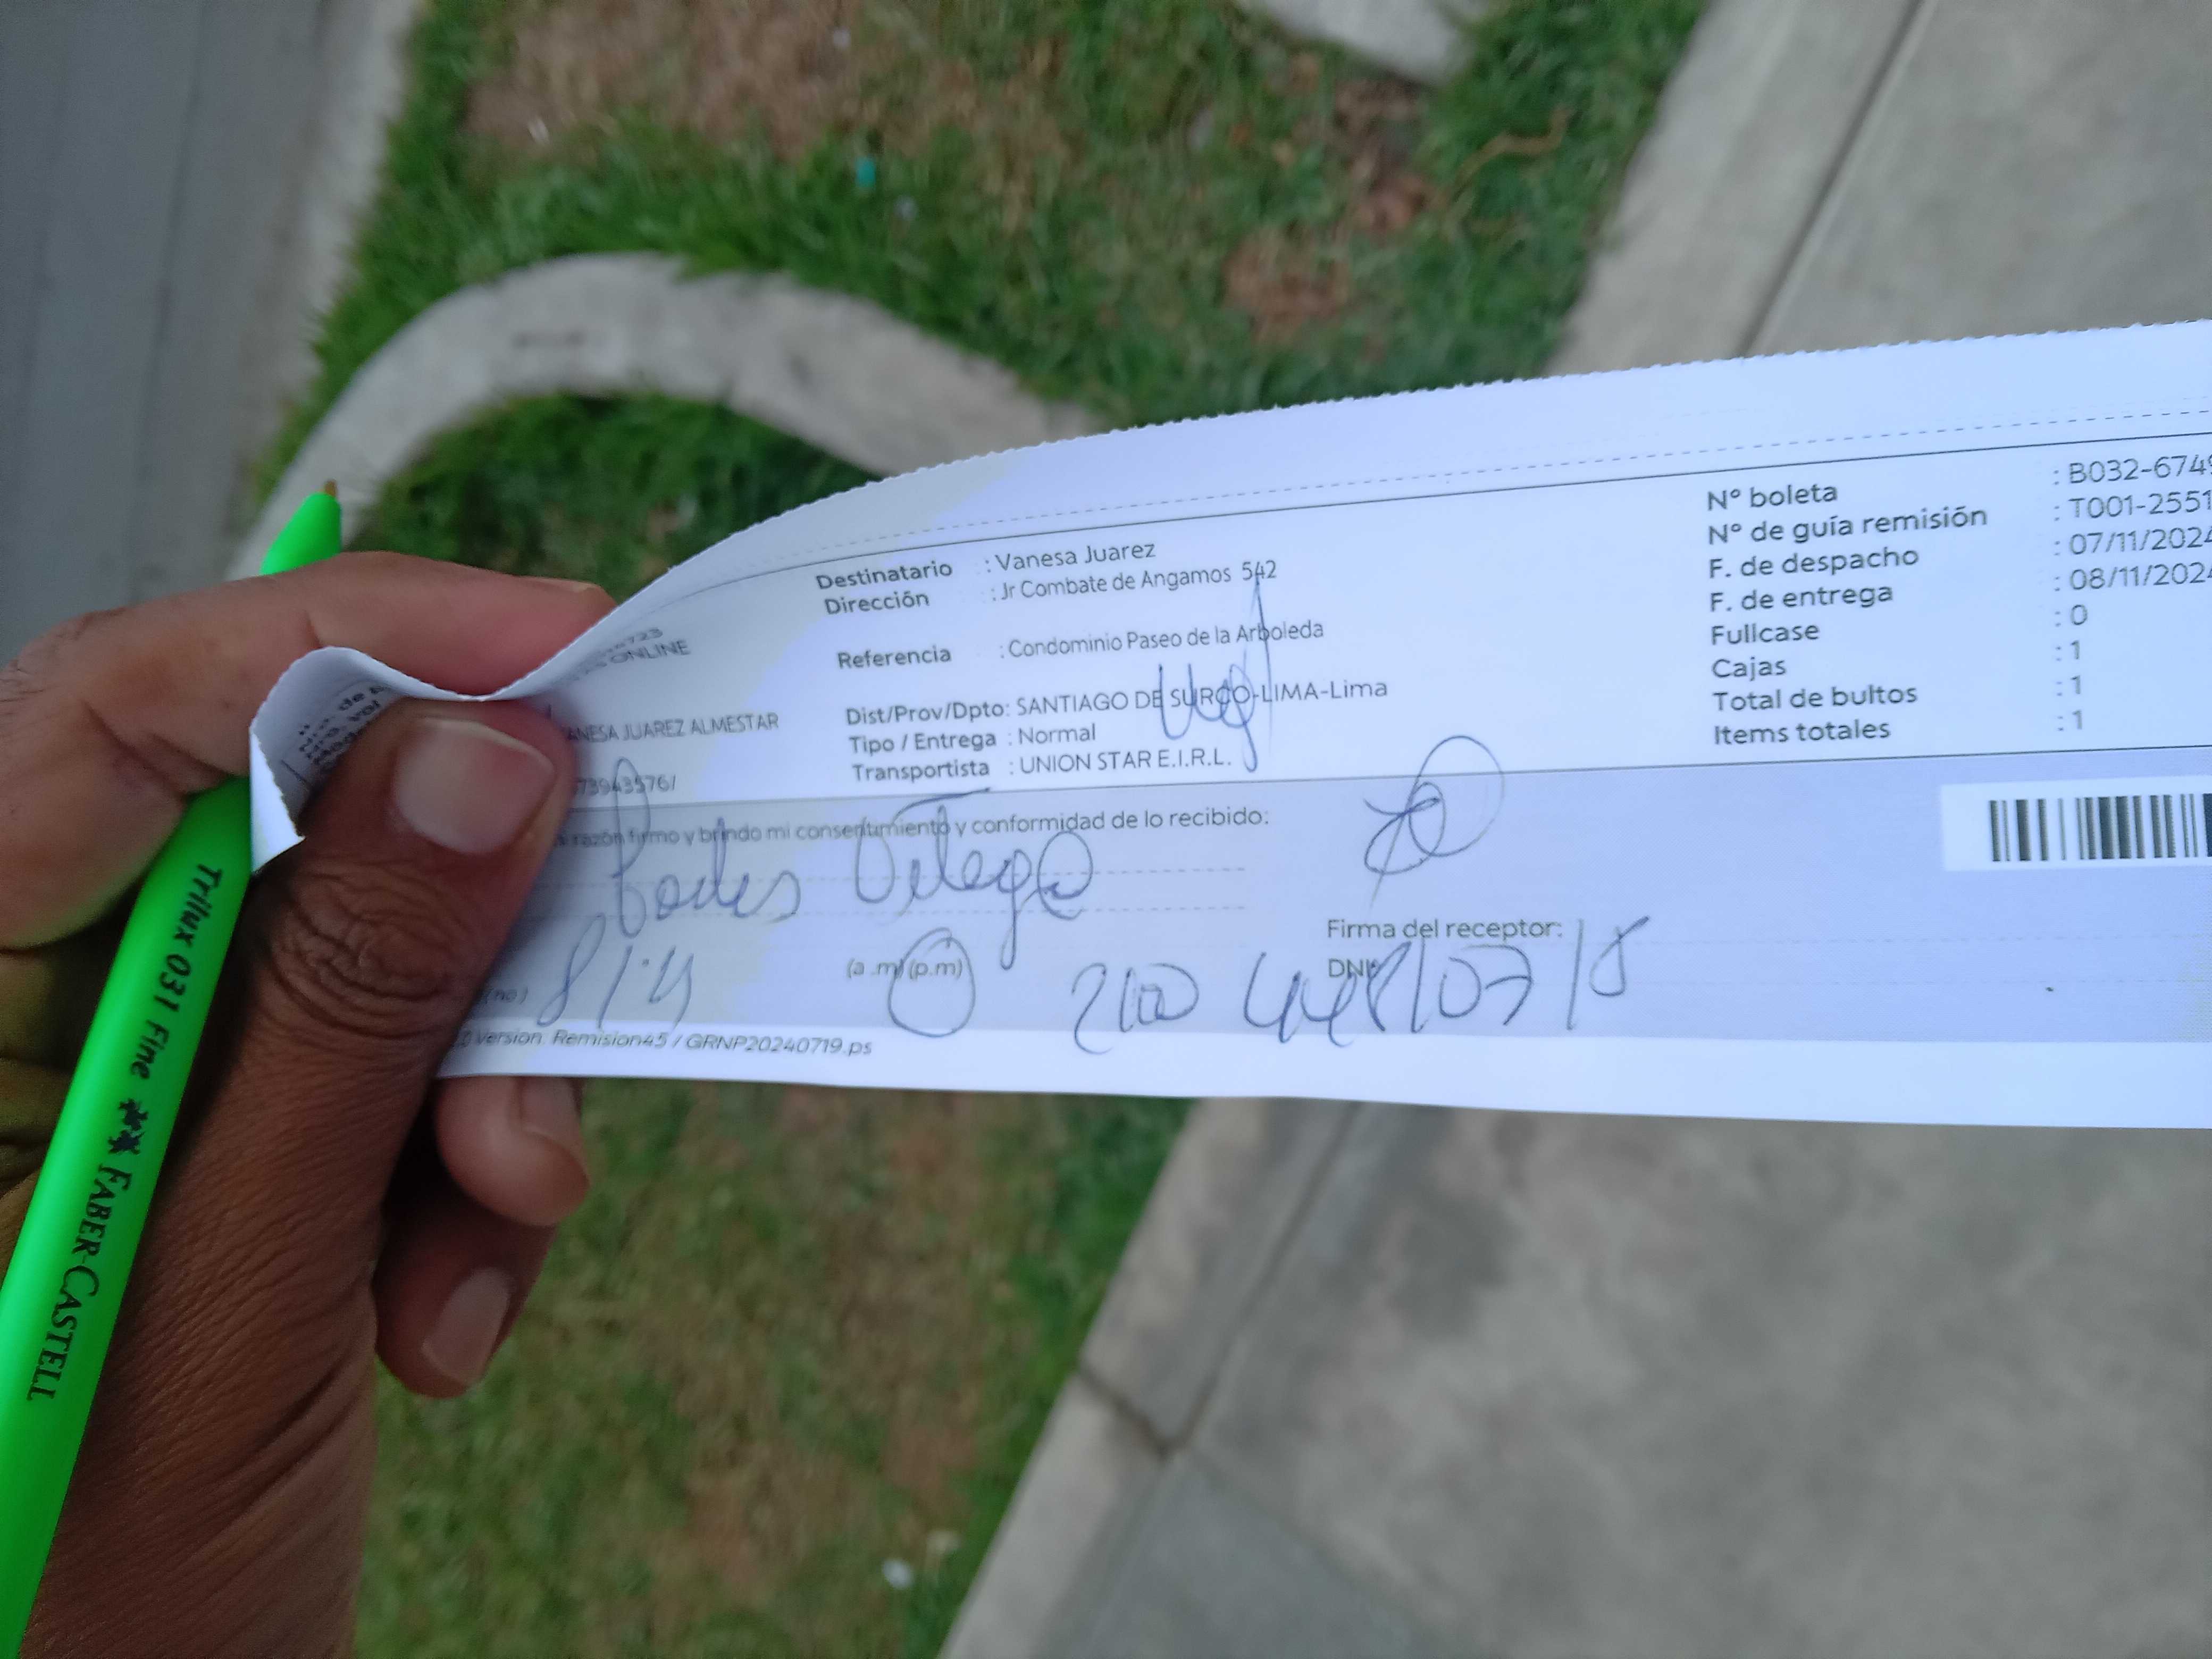 ONLINE
ANESA JUAREZ ALMESTAR
73943576/
Destinatario : Vanesa Juarez
Dirección : Jr Combate de Angamos 542
Referencia : Condominio Paseo de la Arboleda
Dist/Prov/Dpto: SANTIAGO DE SURCO-LIMA-Lima
Tipo / Entrega : Normal
Transportista : UNION STAR E.I.R.L.
N° boleta : B032-674
N° de guía remisión : T001-2551
F. de despacho : 07/11/2024
F. de entrega : 08/11/2024
Fullcase : 0
Cajas : 1
Total de bultos : 1
Items totales : 1
razón firmo y brindo mi consentimiento y conformidad de lo recibido:
Ortega
Firma del receptor:
(a.m) (p.m)
DNI:
version. Remision45 / GRNP20240719.ps
Trilux 031 Fine FABER-CASTELL